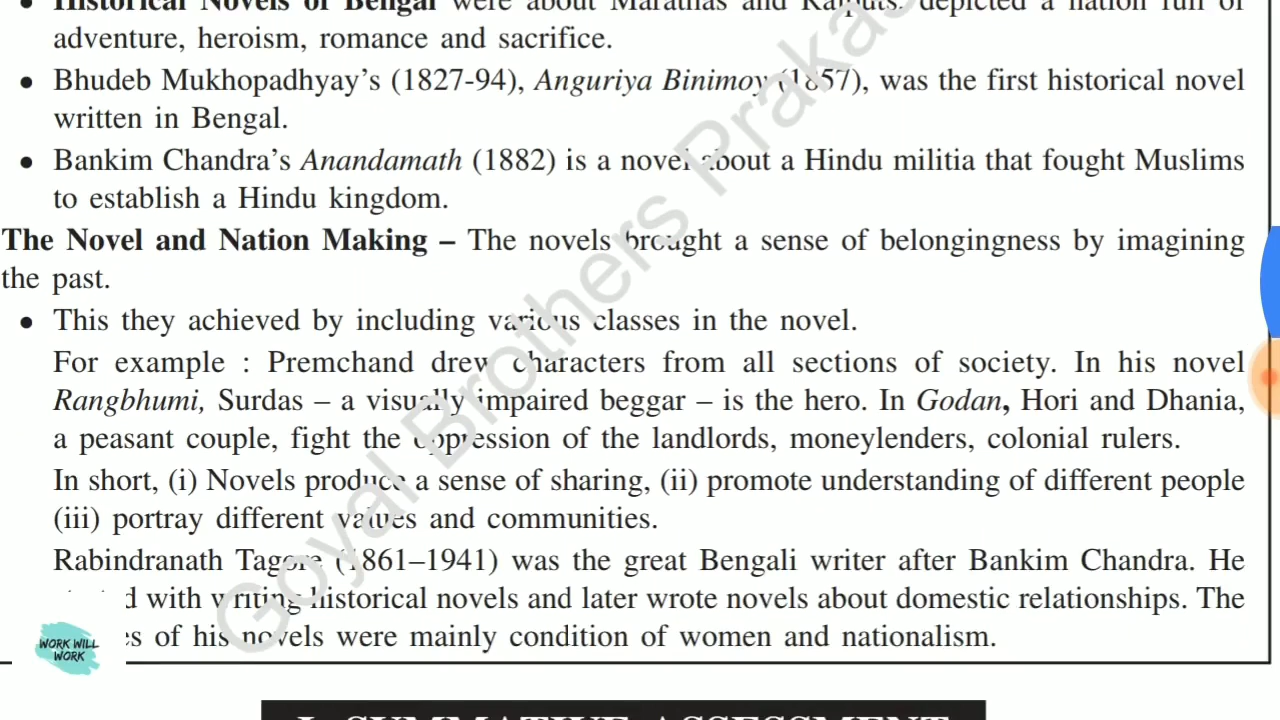 • Historical Novels of Bengal were about Marathas and Rajputs, depicted a nation full of
adventure, heroism, romance and sacrifice.
• Bhudeb Mukhopadhyay's (1827-94), Anguriya Binimoy (1857), was the first historical novel
written in Bengal.
• Bankim Chandra's Anandamath (1882) is a novel about a Hindu militia that fought Muslims
to establish a Hindu kingdom.
The Novel and Nation Making – The novels brought a sense of belongingness by imagining
the past.
• This they achieved by including various classes in the novel.
For example : Premchand drew characters from all sections of society. In his novel
Rangbhumi, Surdas – a visually impaired beggar – is the hero. In Godan, Hori and Dhania,
a peasant couple, fight the oppression of the landlords, moneylenders, colonial rulers.
In short, (i) Novels produce a sense of sharing, (ii) promote understanding of different people
(iii) portray different values and communities.
Rabindranath Tagore (1861–1941) was the great Bengali writer after Bankim Chandra. He
with writing historical novels and later wrote novels about domestic relationships. The
of his novels were mainly condition of women and nationalism.
Goyal Brothers Prakas
WORK WILL
WORK
I. SUMMATIVE ASSESSMENT